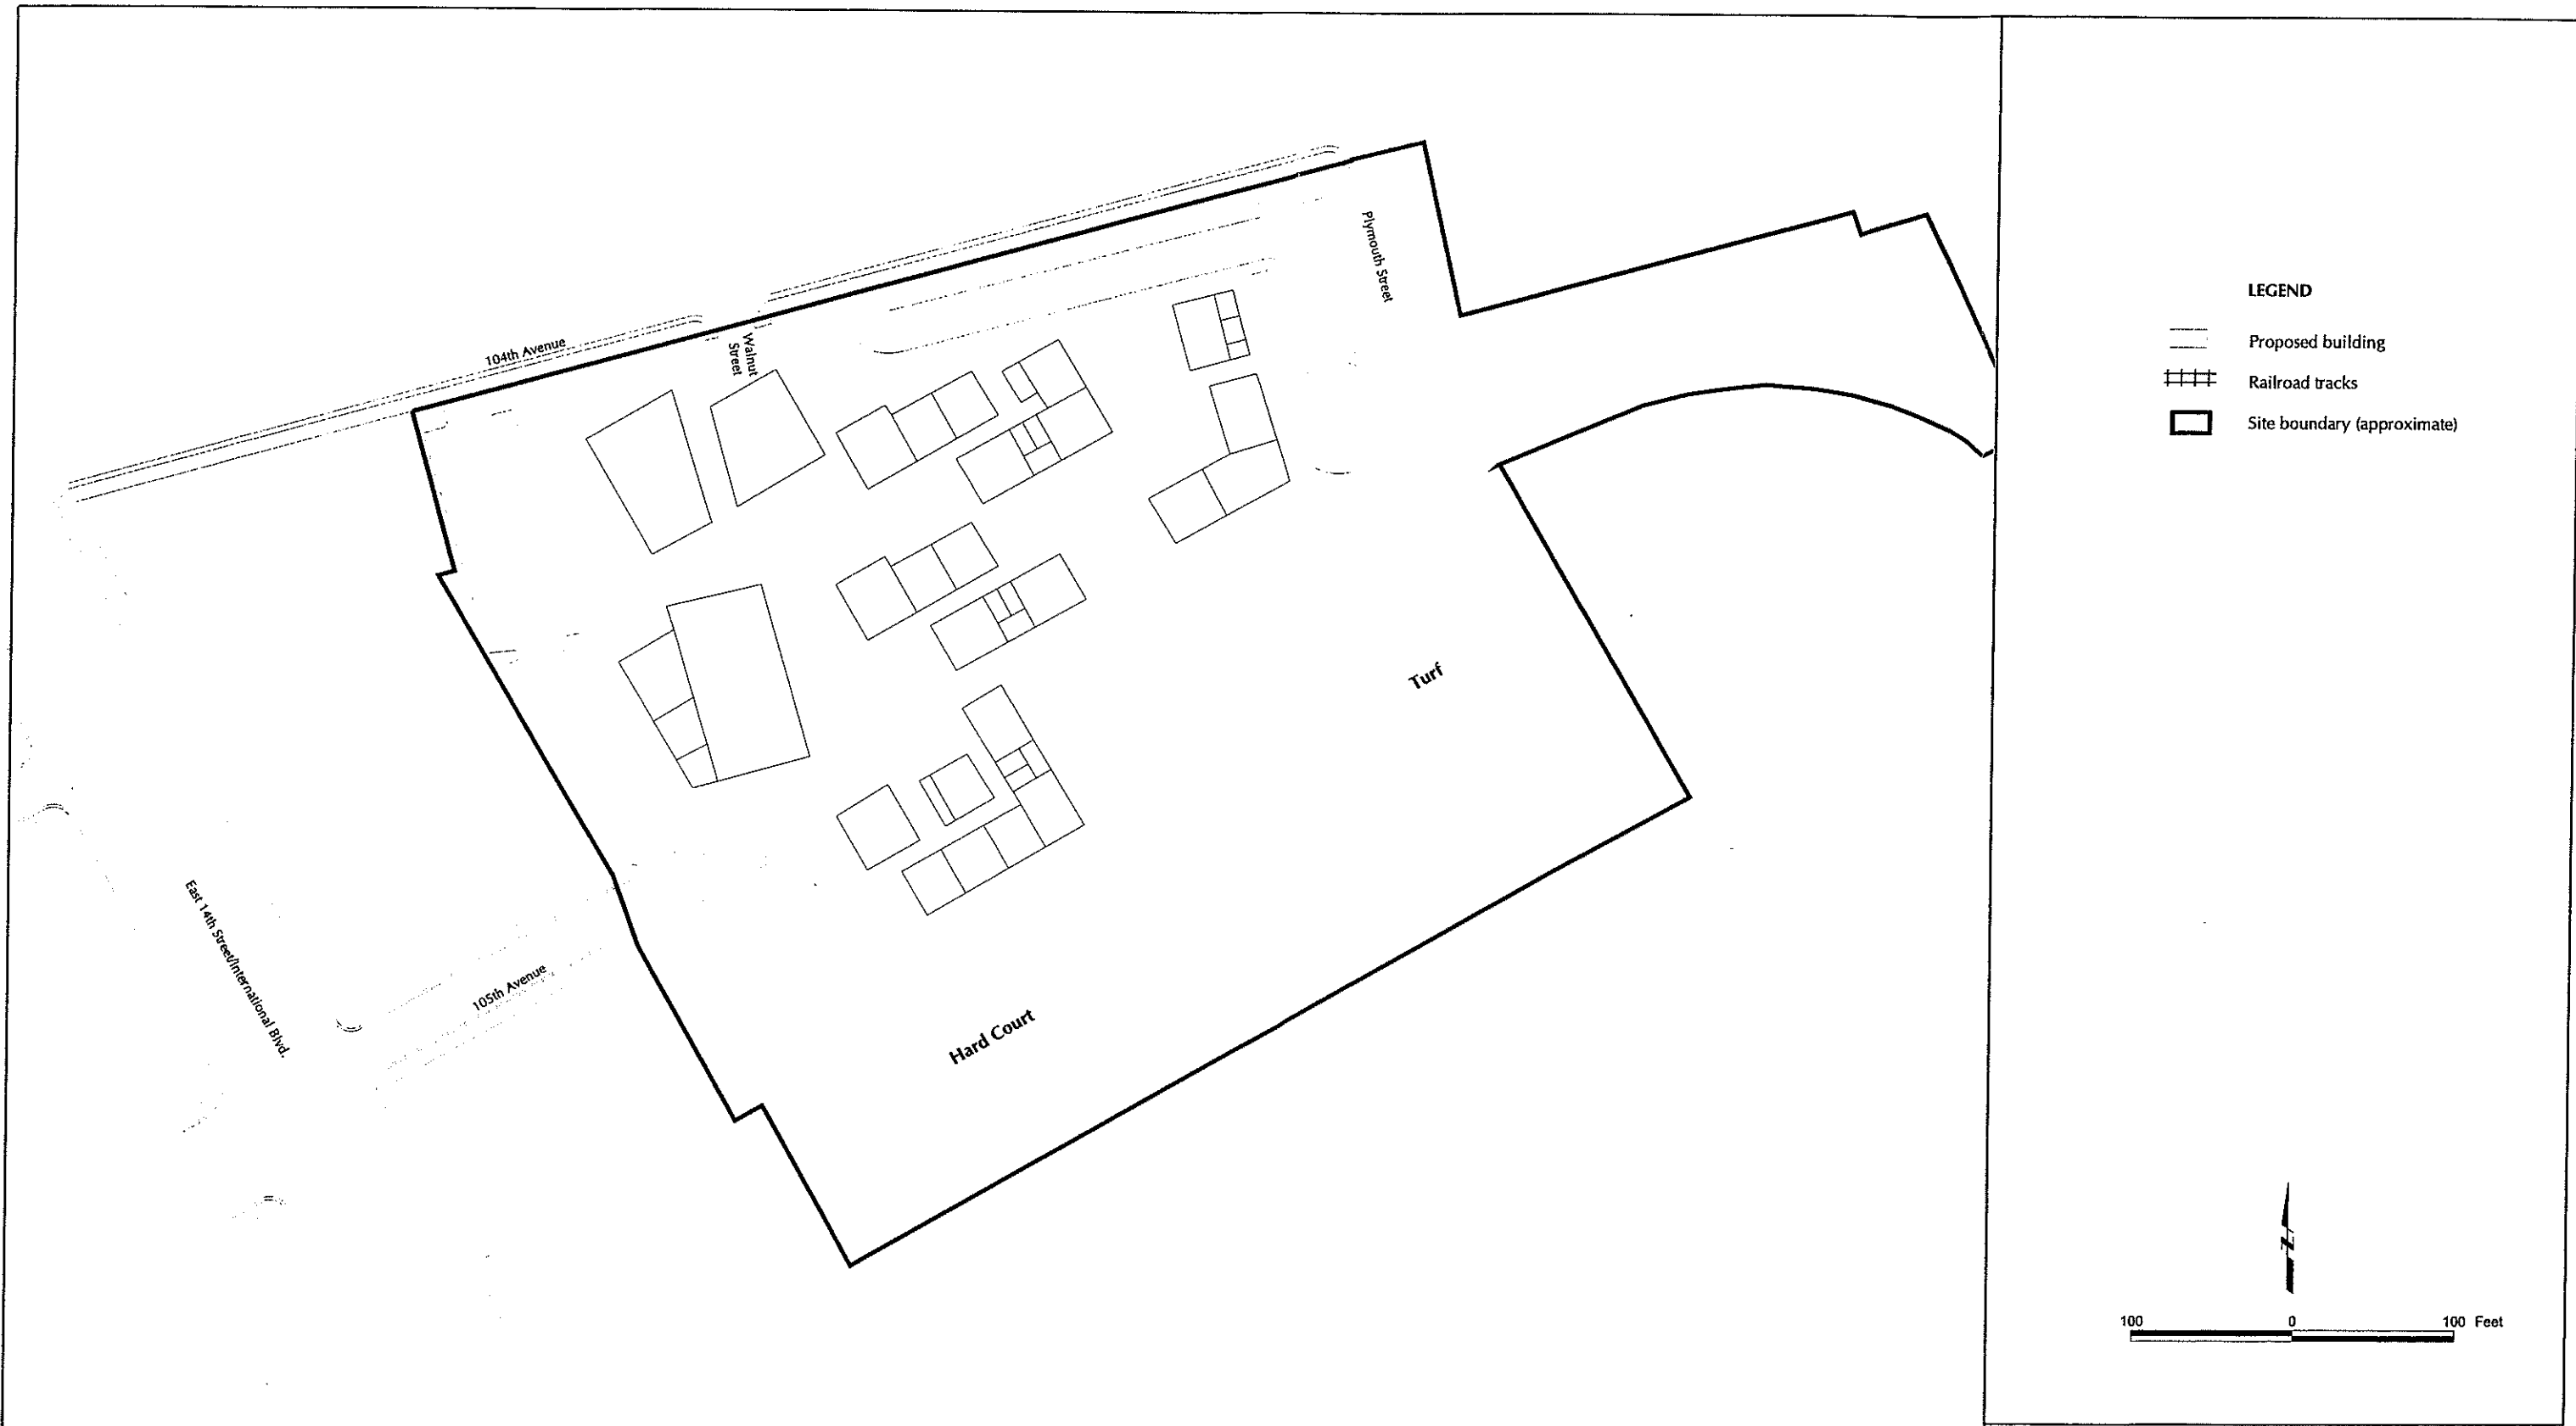 Plymouth Street
104th Avenue
Walnut
Street
Turf
East 14th Street/International Blvd.
105th Avenue
Hard Court
LEGEND
Proposed building
Railroad tracks
Site boundary (approximate)
N
100 0 100 Feet